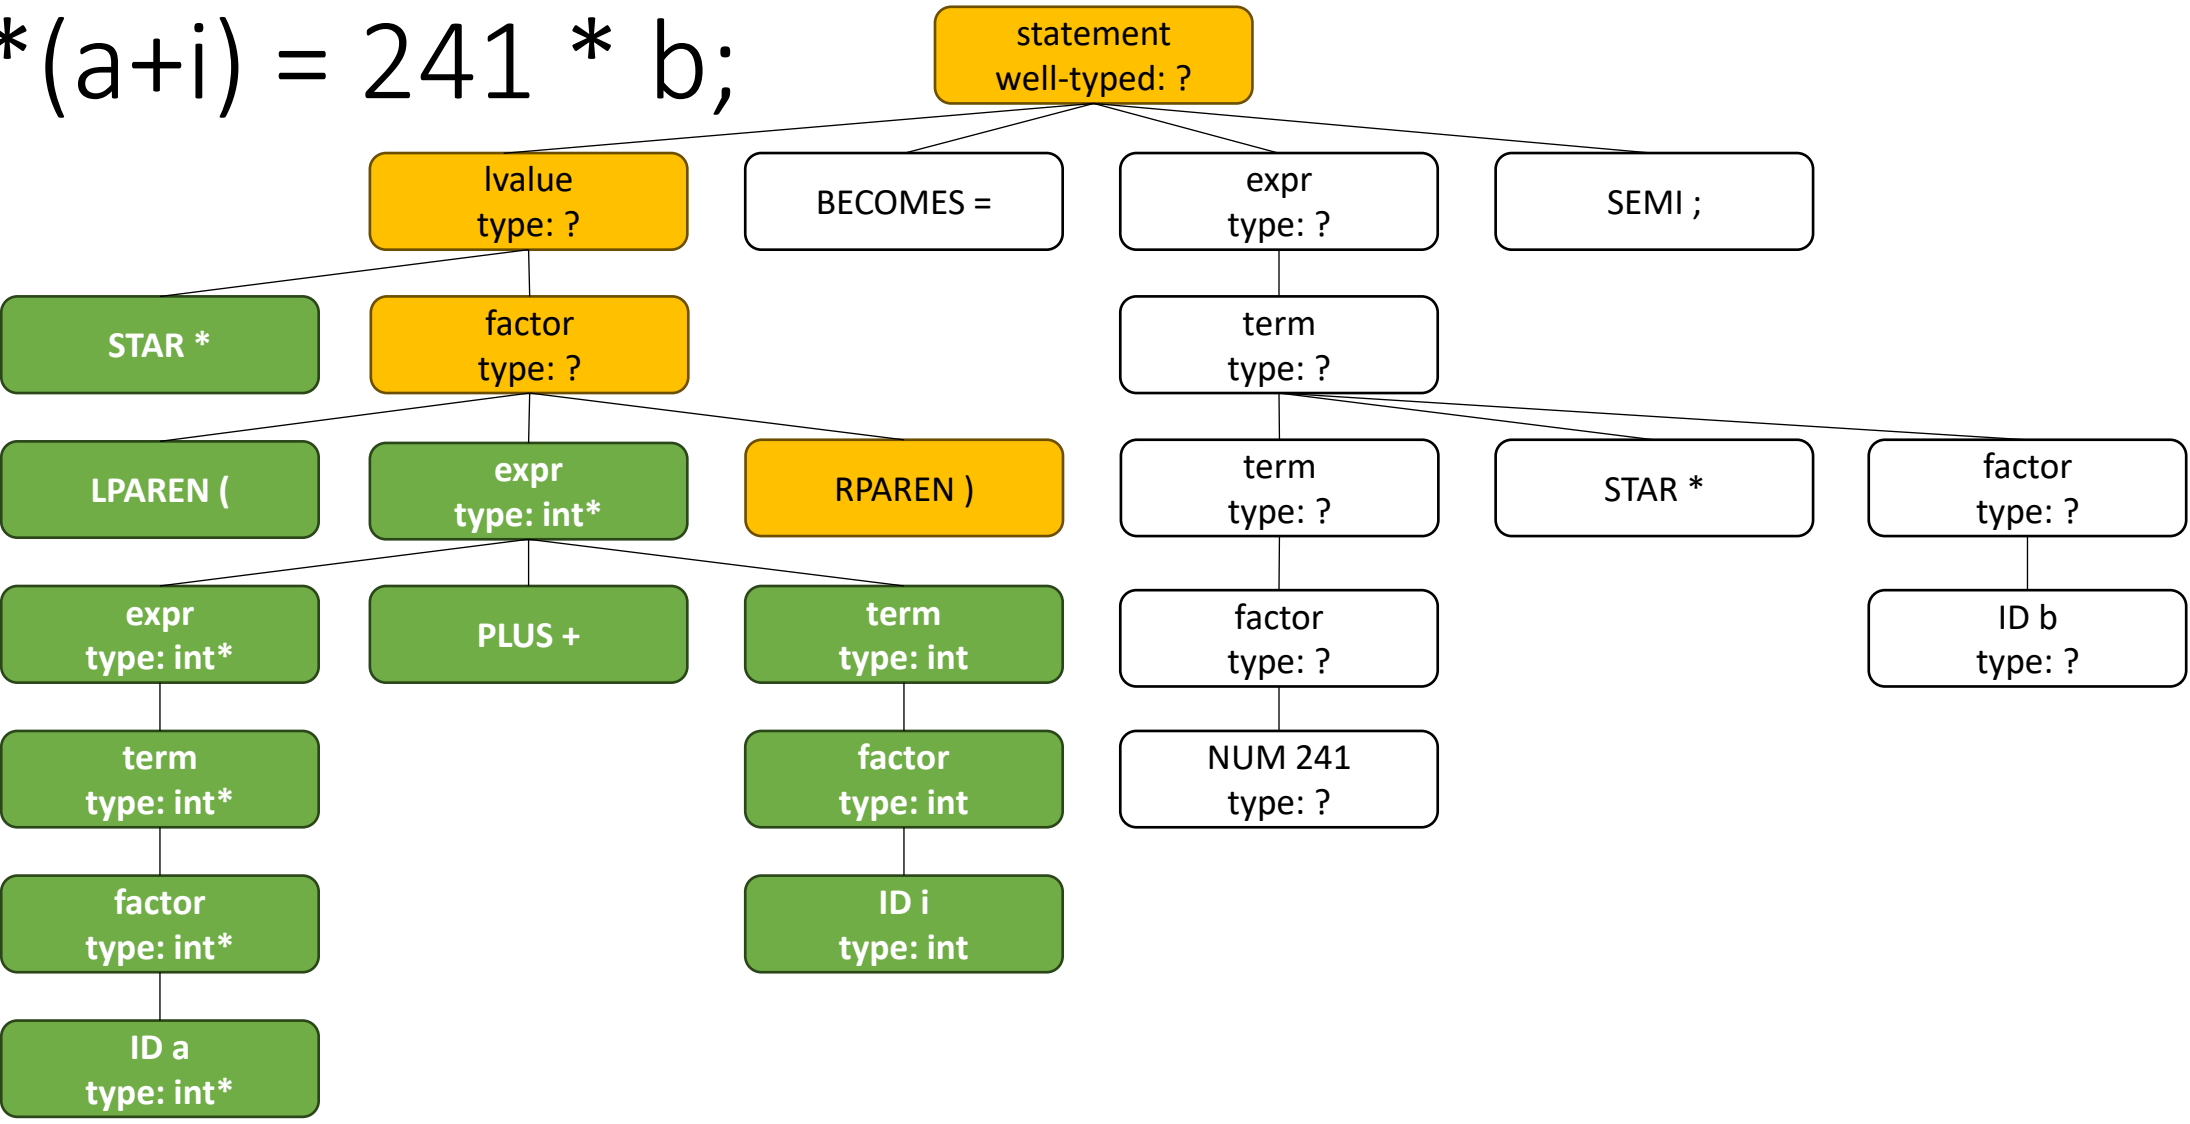 *(a+i) = 241 * b;
statement
well-typed: ?
lvalue
type: ?
BECOMES =
expr
type: ?
SEMI ;
STAR *
factor
type: ?
term
type: ?
LPAREN (
expr
type: int*
RPAREN )
term
type: ?
STAR *
factor
type: ?
expr
type: int*
PLUS +
term
type: int
factor
type: ?
ID b
type: ?
term
type: int*
factor
type: int
NUM 241
type: ?
factor
type: int*
ID i
type: int
ID a
type: int*